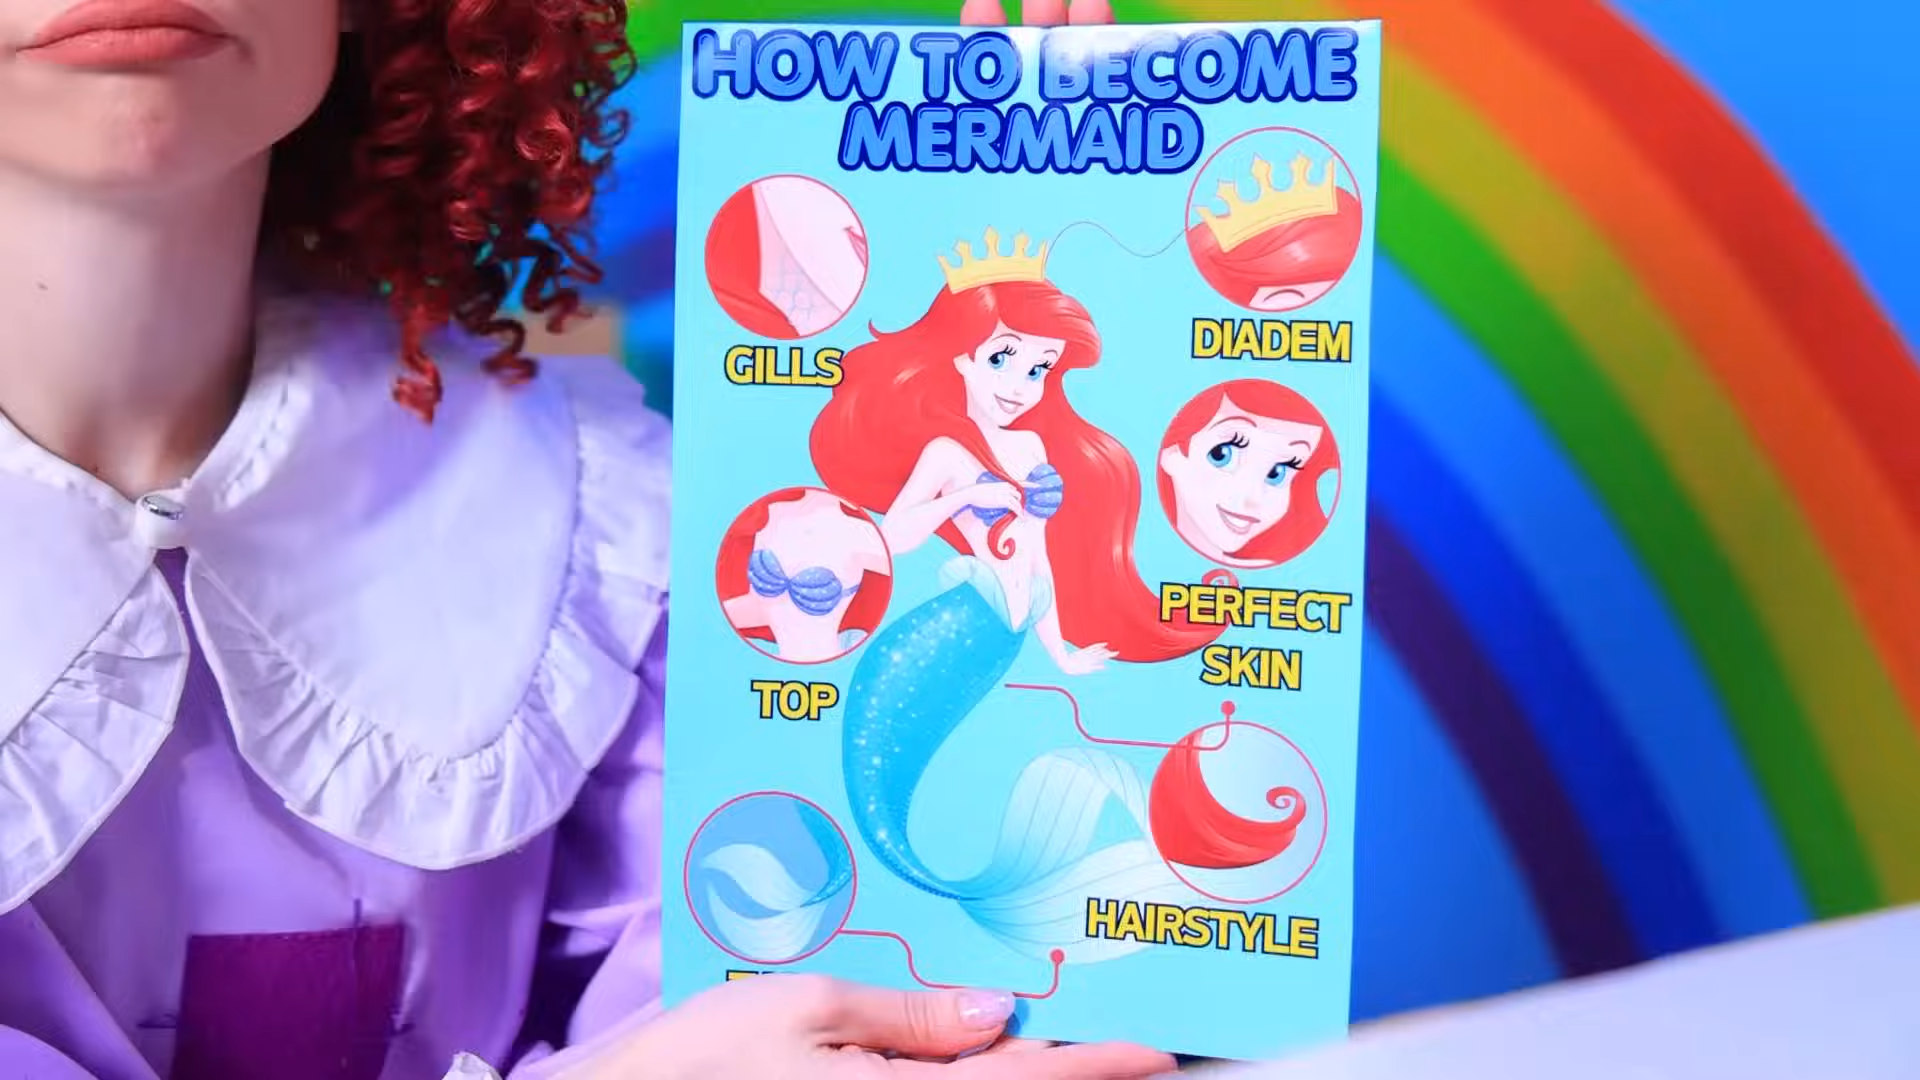 HOW TO BECOME
MERMAID
GILLS
DIADEM
TOP
PERFECT
SKIN
HAIRSTYLE